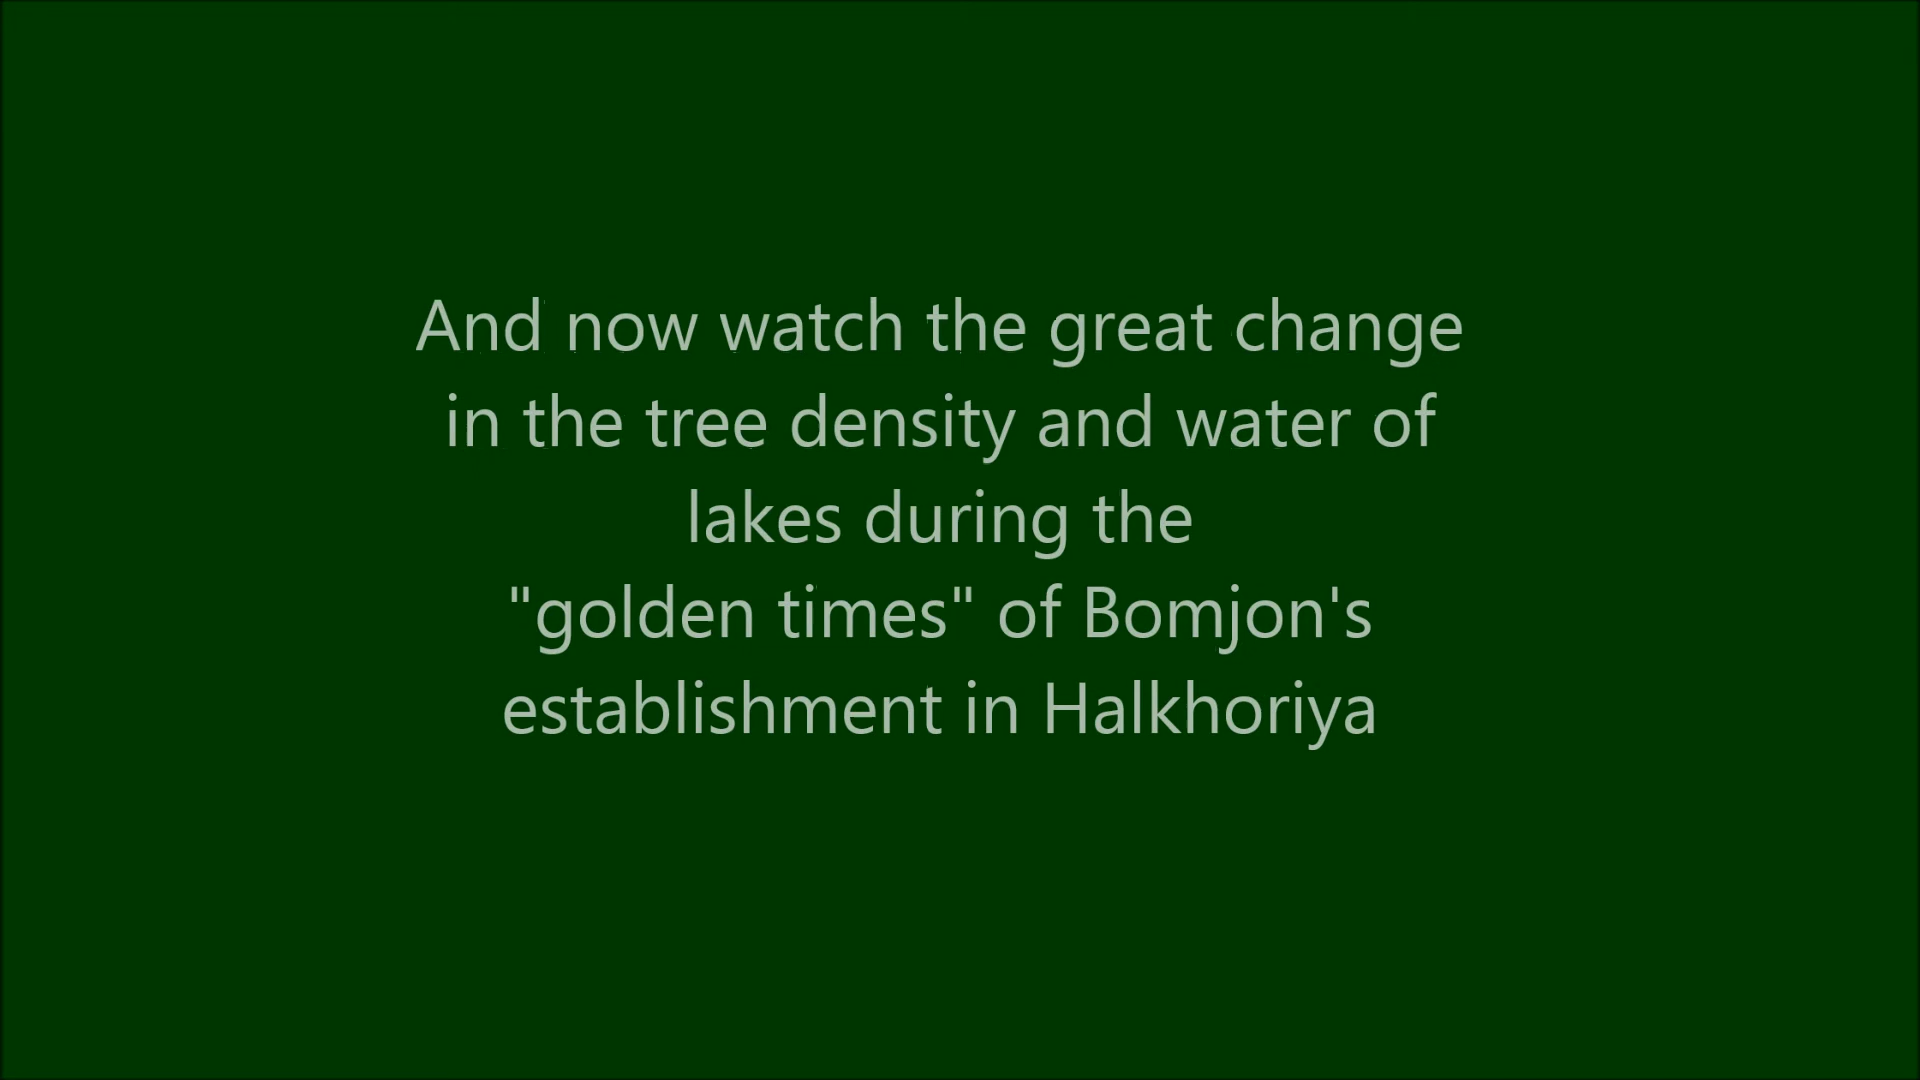 And now watch the great change
in the tree density and water of
lakes during the
"golden times" of Bomjon's
establishment in Halkhoriya